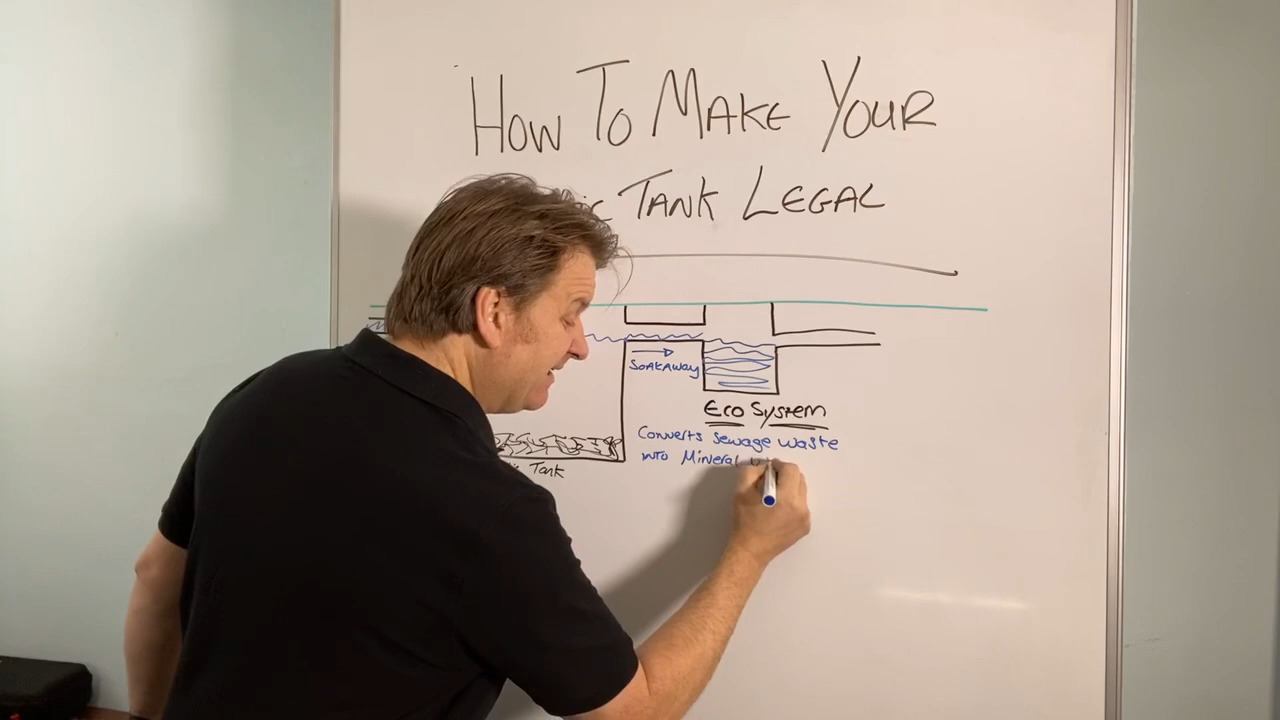 How To Make Your
Tank Legal
Soakaway
Eco System
Converts Sewage Waste
into Mineral
Tank